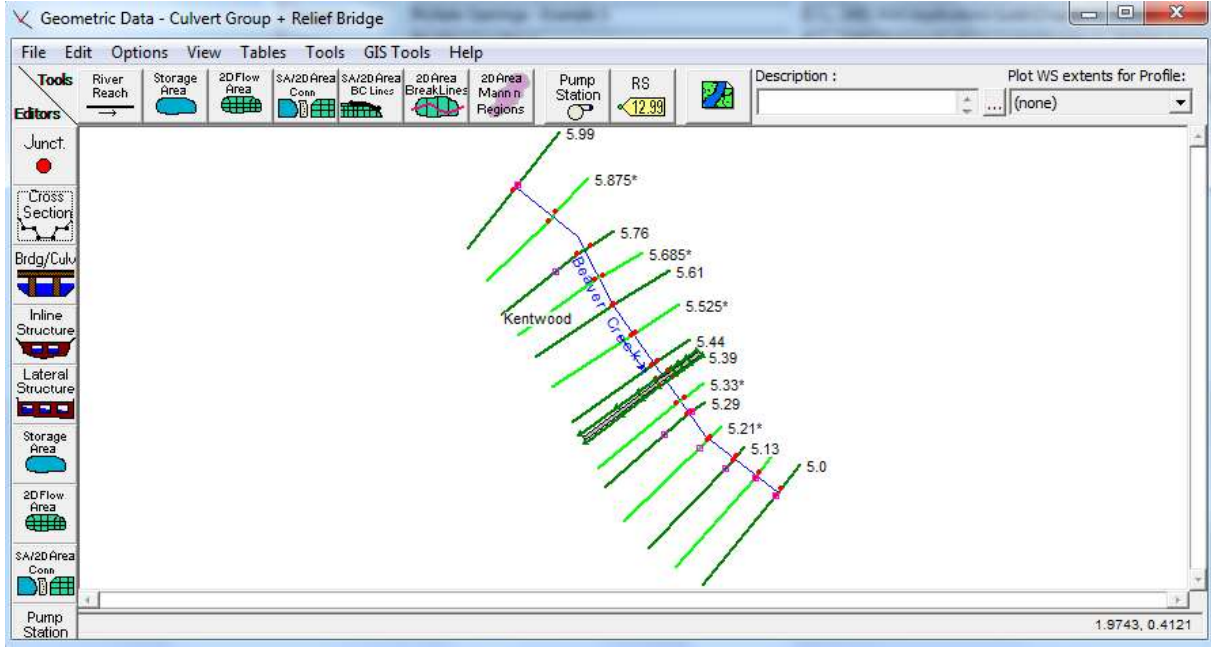 Geometric Data - Culvert Group + Relief Bridge
File Edit Options View Tables Tools GIS Tools Help
Tools
Editors
River
Reach
Storage
Area
2D Flow
Area
SA/2D Area
Conn
SA/2D Area
BC Lines
2D Area
BreakLines
2D Area
Mann n
Regions
Pump
Station
RS
12.99
Description :
...
Plot WS extents for Profile:
(none)
Junct.
Cross
Section
Brdg/Culv
Inline
Structure
Lateral
Structure
Storage
Area
2D Flow
Area
SA/2D Area
Conn
Pump
Station
5.99
5.875*
5.76
5.685*
5.61
5.525*
5.44
5.39
5.33*
5.29
5.21*
5.13
5.0
Beaver Creek
Kentwood
1.9743, 0.4121